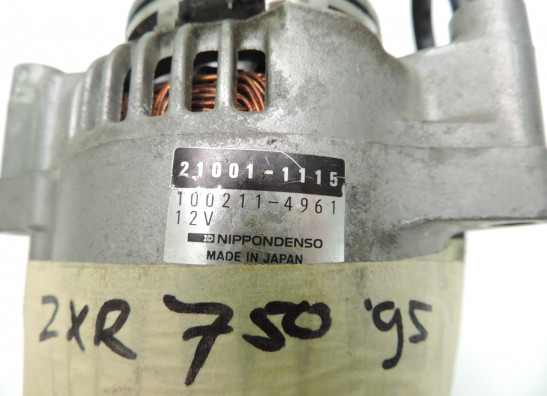 21001-1115
100211-4961
12V
NIPPONDENSO
MADE IN JAPAN
ZXR 750 '95